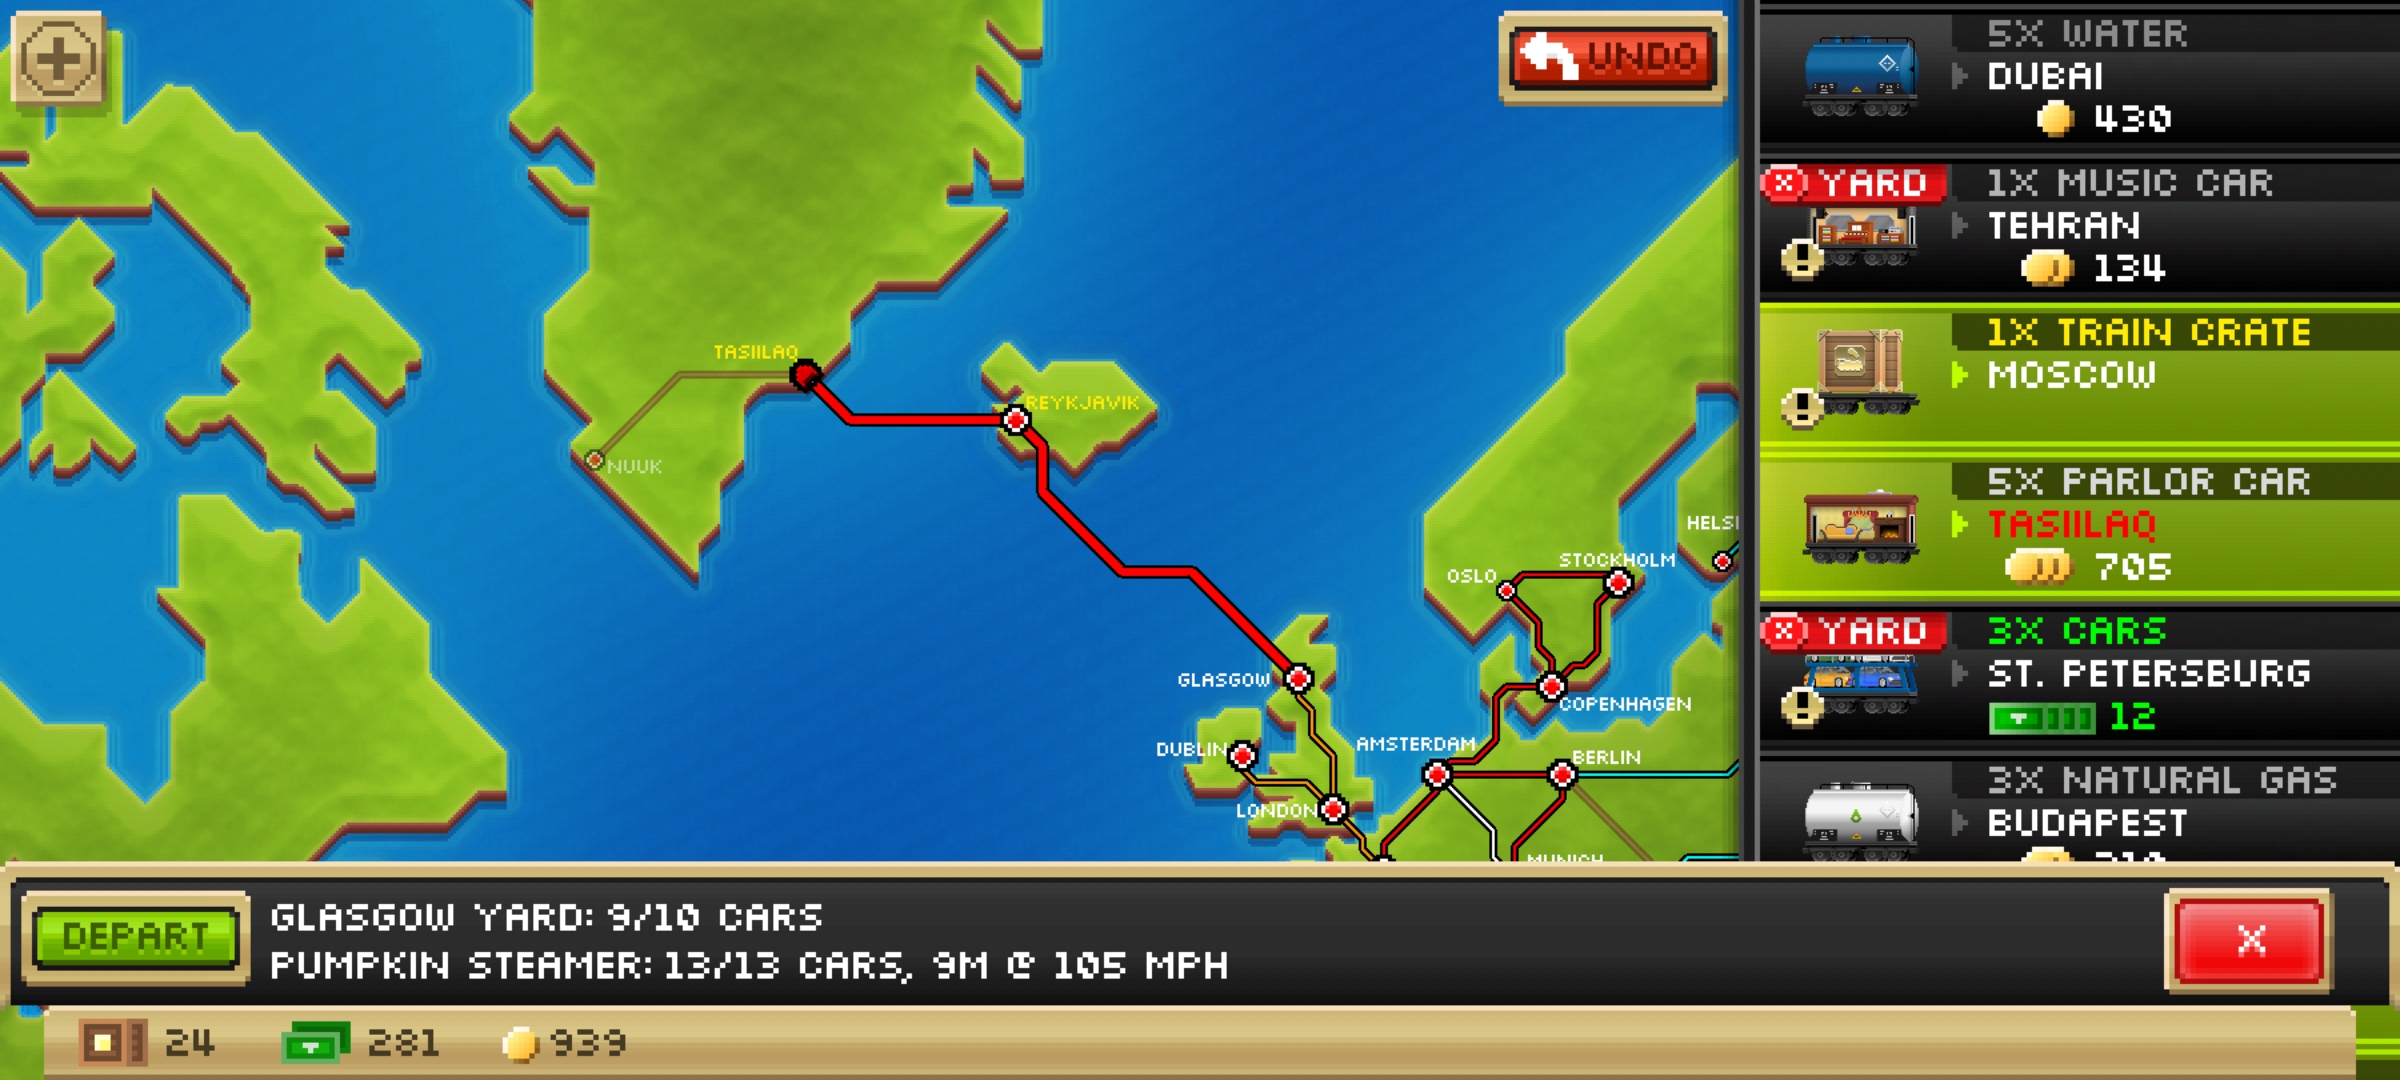 UNDO
TASIILAQ
REYKJAVIK
NUUK
HELSI
STOCKHOLM
OSLO
GLASGOW
COPENHAGEN
DUBLIN
AMSTERDAM
BERLIN
LONDON
MUNICH
5X WATER
DUBAI
430
YARD
1X MUSIC CAR
TEHRAN
134
1X TRAIN CRATE
MOSCOW
5X PARLOR CAR
TASIILAQ
705
YARD
3X CARS
ST. PETERSBURG
12
3X NATURAL GAS
BUDAPEST
DEPART
GLASGOW YARD: 9/10 CARS
PUMPKIN STEAMER: 13/13 CARS, 9M @ 105 MPH
X
24
281
939